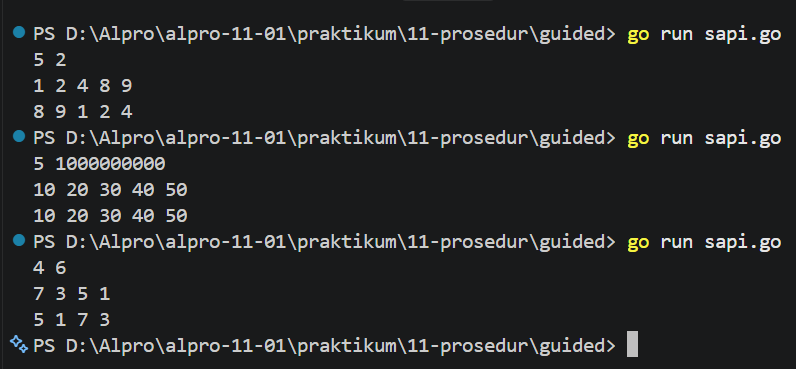 PS D:\Alpro\alpro-11-01\praktikum\11-prosedur\guided> go run sapi.go
5 2
1 2 4 8 9
8 9 1 2 4
PS D:\Alpro\alpro-11-01\praktikum\11-prosedur\guided> go run sapi.go
5 1000000000
10 20 30 40 50
10 20 30 40 50
PS D:\Alpro\alpro-11-01\praktikum\11-prosedur\guided> go run sapi.go
4 6
7 3 5 1
5 1 7 3
PS D:\Alpro\alpro-11-01\praktikum\11-prosedur\guided>